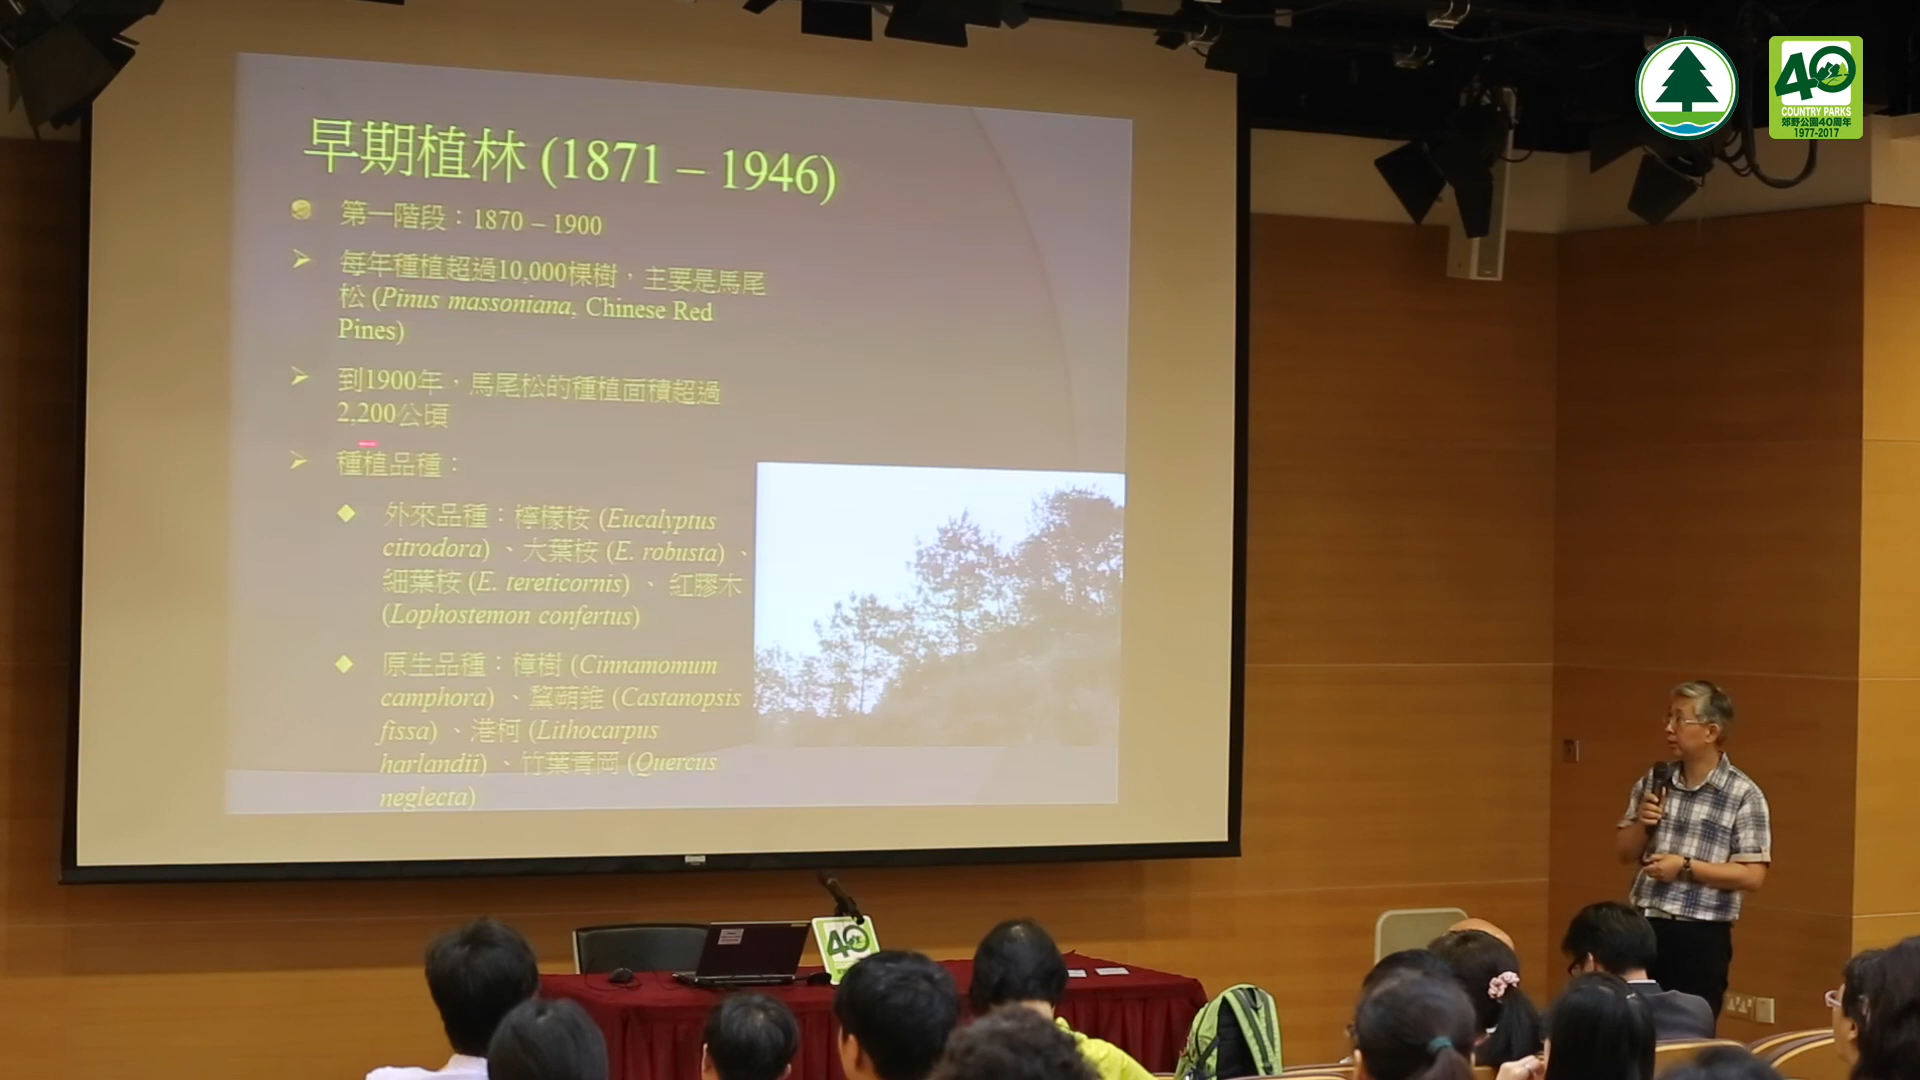 早期植林 (1871 – 1946)
第一階段：1870 – 1900
每年種植超過10,000棵樹，主要是馬尾
松 (Pinus massoniana, Chinese Red
Pines)
到1900年，馬尾松的種植面積超過
2,200公頃
種植品種：
外來品種：檸檬桉 (Eucalyptus
citrodora) 、大葉桉 (E. robusta) 、
細葉桉 (E. tereticornis) 、 紅膠木
(Lophostemon confertus)
原生品種：樟樹 (Cinnamomum
camphora) 、黧蒴錐 (Castanopsis
fissa) 、港柯 (Lithocarpus
harlandii) 、竹葉青岡 (Quercus
neglecta)
40
COUNTRY PARKS
郊野公園40周年
1977-2017
40